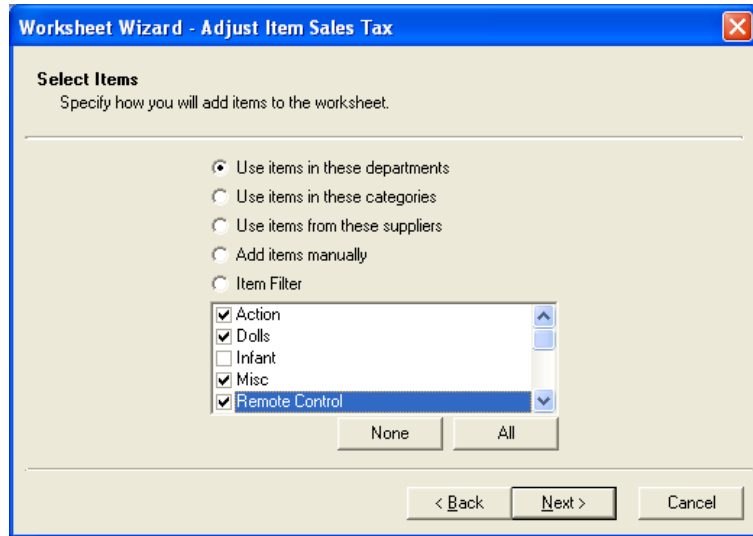 Worksheet Wizard - Adjust Item Sales Tax
Select Items
Specify how you will add items to the worksheet.
Use items in these departments
Use items in these categories
Use items from these suppliers
Add items manually
Item Filter
Action
Dolls
Infant
Misc
Remote Control
None All
< Back Next > Cancel